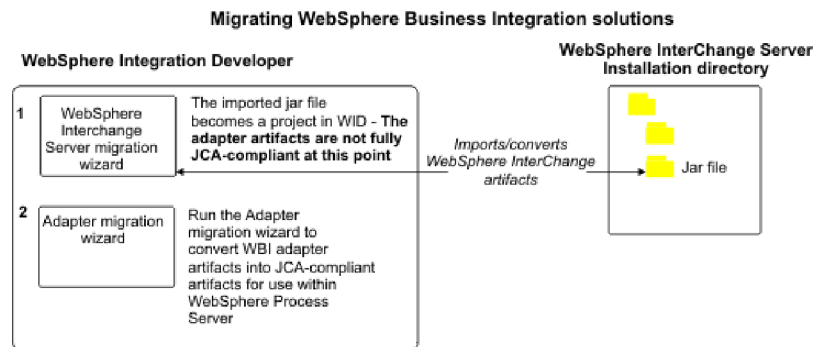 Migrating WebSphere Business Integration solutions
WebSphere Integration Developer
WebSphere InterChange Server
Installation directory
1
WebSphere
Interchange
Server migration
wizard
The imported jar file
becomes a project in WID - The
adapter artifacts are not fully
JCA-compliant at this point
Imports/converts
WebSphere InterChange
artifacts
Jar file
2
Adapter migration
wizard
Run the Adapter
migration wizard to
convert WBI adapter
artifacts into JCA-compliant
artifacts for use within
WebSphere Process
Server